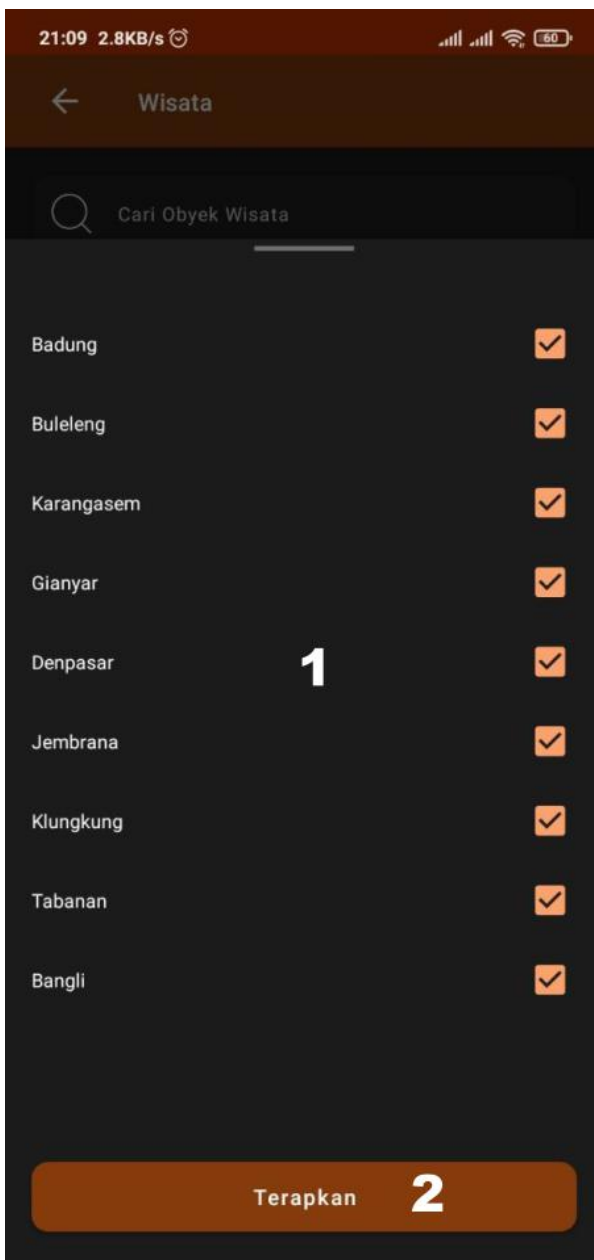 21:09 2.8KB/s 60
Wisata
Cari Obyek Wisata
Badung
Buleleng
Karangasem
Gianyar
Denpasar 1
Jembrana
Klungkung
Tabanan
Bangli
Terapkan 2